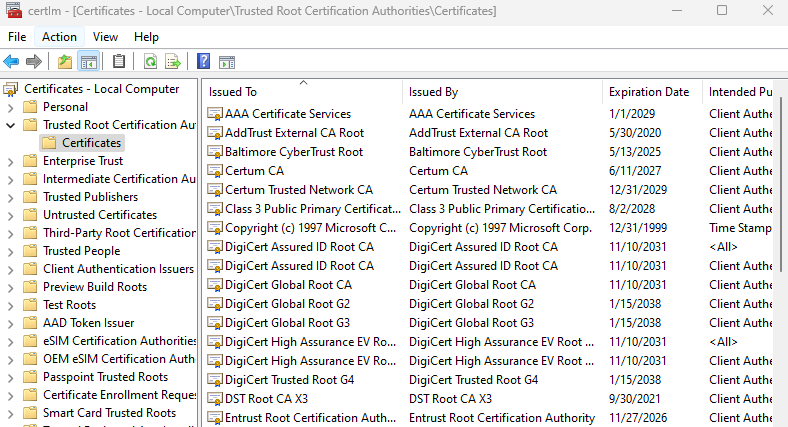 certlm - [Certificates - Local Computer\Trusted Root Certification Authorities\Certificates]
File Action View Help
Certificates - Local Computer
Personal
Trusted Root Certification Au
Certificates
Enterprise Trust
Intermediate Certification Au
Trusted Publishers
Untrusted Certificates
Third-Party Root Certification
Trusted People
Client Authentication Issuers
Preview Build Roots
Test Roots
AAD Token Issuer
eSIM Certification Authorities
OEM eSIM Certification Auth
Passpoint Trusted Roots
Certificate Enrollment Reques
Smart Card Trusted Roots
Issued To Issued By Expiration Date Intended Pu
AAA Certificate Services AAA Certificate Services 1/1/2029 Client Authe
AddTrust External CA Root AddTrust External CA Root 5/30/2020 Client Authe
Baltimore CyberTrust Root Baltimore CyberTrust Root 5/13/2025 Client Authe
Certum CA Certum CA 6/11/2027 Client Authe
Certum Trusted Network CA Certum Trusted Network CA 12/31/2029 Client Authe
Class 3 Public Primary Certificat... Class 3 Public Primary Certificatio... 8/2/2028 Client Authe
Copyright (c) 1997 Microsoft C... Copyright (c) 1997 Microsoft Corp. 12/31/1999 Time Stamp
DigiCert Assured ID Root CA DigiCert Assured ID Root CA 11/10/2031 <All>
DigiCert Assured ID Root CA DigiCert Assured ID Root CA 11/10/2031 Client Authe
DigiCert Global Root CA DigiCert Global Root CA 11/10/2031 Client Authe
DigiCert Global Root G2 DigiCert Global Root G2 1/15/2038 Client Authe
DigiCert Global Root G3 DigiCert Global Root G3 1/15/2038 Client Authe
DigiCert High Assurance EV Ro... DigiCert High Assurance EV Root ... 11/10/2031 <All>
DigiCert High Assurance EV Ro... DigiCert High Assurance EV Root ... 11/10/2031 Client Authe
DigiCert Trusted Root G4 DigiCert Trusted Root G4 1/15/2038 Client Authe
DST Root CA X3 DST Root CA X3 9/30/2021 Client Authe
Entrust Root Certification Auth... Entrust Root Certification Authority 11/27/2026 Client Authe